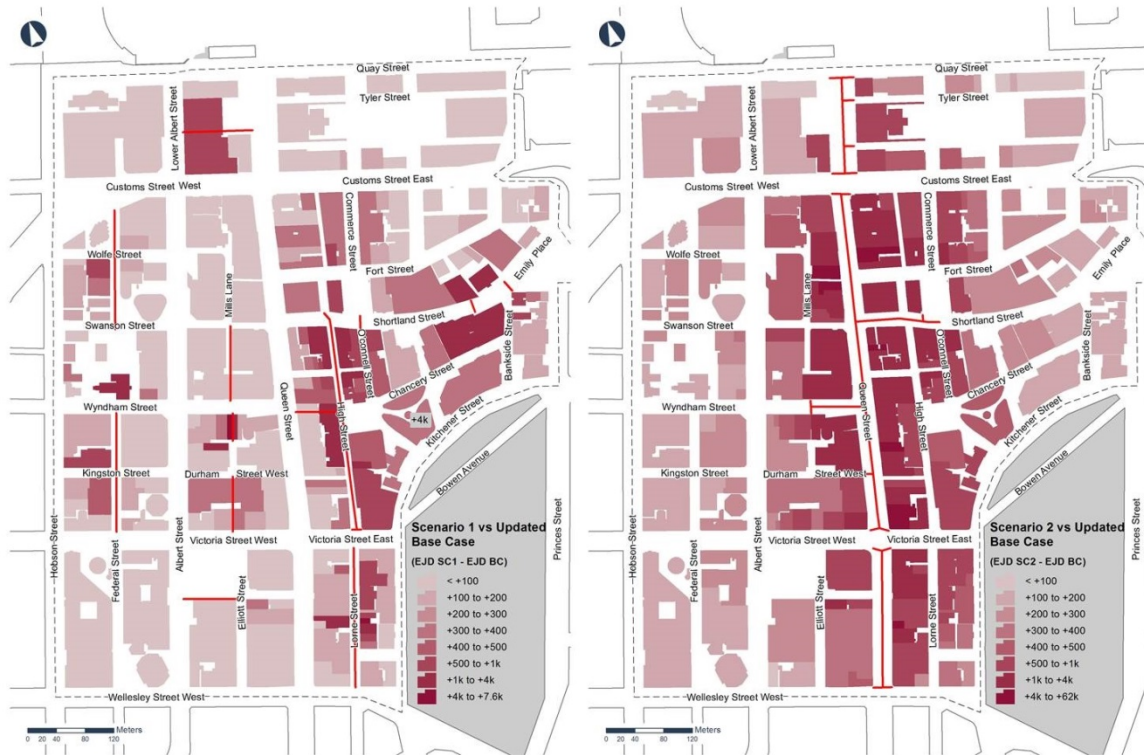 Quay Street
Tyler Street
Lower Albert Street
Customs Street West
Customs Street East
Commerce Street
Wolfe Street
Mills Lane
Fort Street
Emily Place
Swanson Street
Shortland Street
O'connell Street
Bankside Street
Chancery Street
Queen Street
Wyndham Street
High Street
+4k
Kitchener Street
Kingston Street
Durham Street West
Bowen Avenue
Hobson Street
Federal Street
Albert Street
Victoria Street West
Victoria Street East
Princes Street
Elliott Street
Lorne Street
Wellesley Street West
Scenario 1 vs Updated
Base Case
(EJD SC1 - EJD BC)
< +100
+100 to +200
+200 to +300
+300 to +400
+400 to +500
+500 to +1k
+1k to +4k
+4k to +7.6k
Meters
0 20 40 80 120
Quay Street
Tyler Street
Lower Albert Street
Customs Street West
Customs Street East
Commerce Street
Wolfe Street
Mills Lane
Fort Street
Emily Place
Swanson Street
Shortland Street
O'connell Street
Bankside Street
Chancery Street
Queen Street
Wyndham Street
High Street
Kitchener Street
Kingston Street
Durham Street West
Bowen Avenue
Hobson Street
Federal Street
Albert Street
Victoria Street West
Victoria Street East
Princes Street
Elliott Street
Lorne Street
Wellesley Street West
Scenario 2 vs Updated
Base Case
(EJD SC2 - EJD BC)
< +100
+100 to +200
+200 to +300
+300 to +400
+400 to +500
+500 to +1k
+1k to +4k
+4k to +62k
Meters
0 20 40 80 120